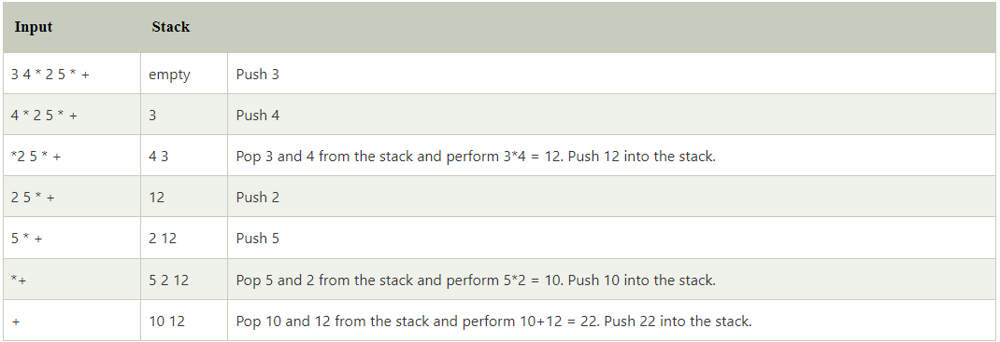 Input Stack
3 4 * 2 5 * + empty Push 3
4 * 2 5 * + 3 Push 4
*2 5 * + 4 3 Pop 3 and 4 from the stack and perform 3*4 = 12. Push 12 into the stack.
2 5 * + 12 Push 2
5 * + 2 12 Push 5
*+ 5 2 12 Pop 5 and 2 from the stack and perform 5*2 = 10. Push 10 into the stack.
+ 10 12 Pop 10 and 12 from the stack and perform 10+12 = 22. Push 22 into the stack.